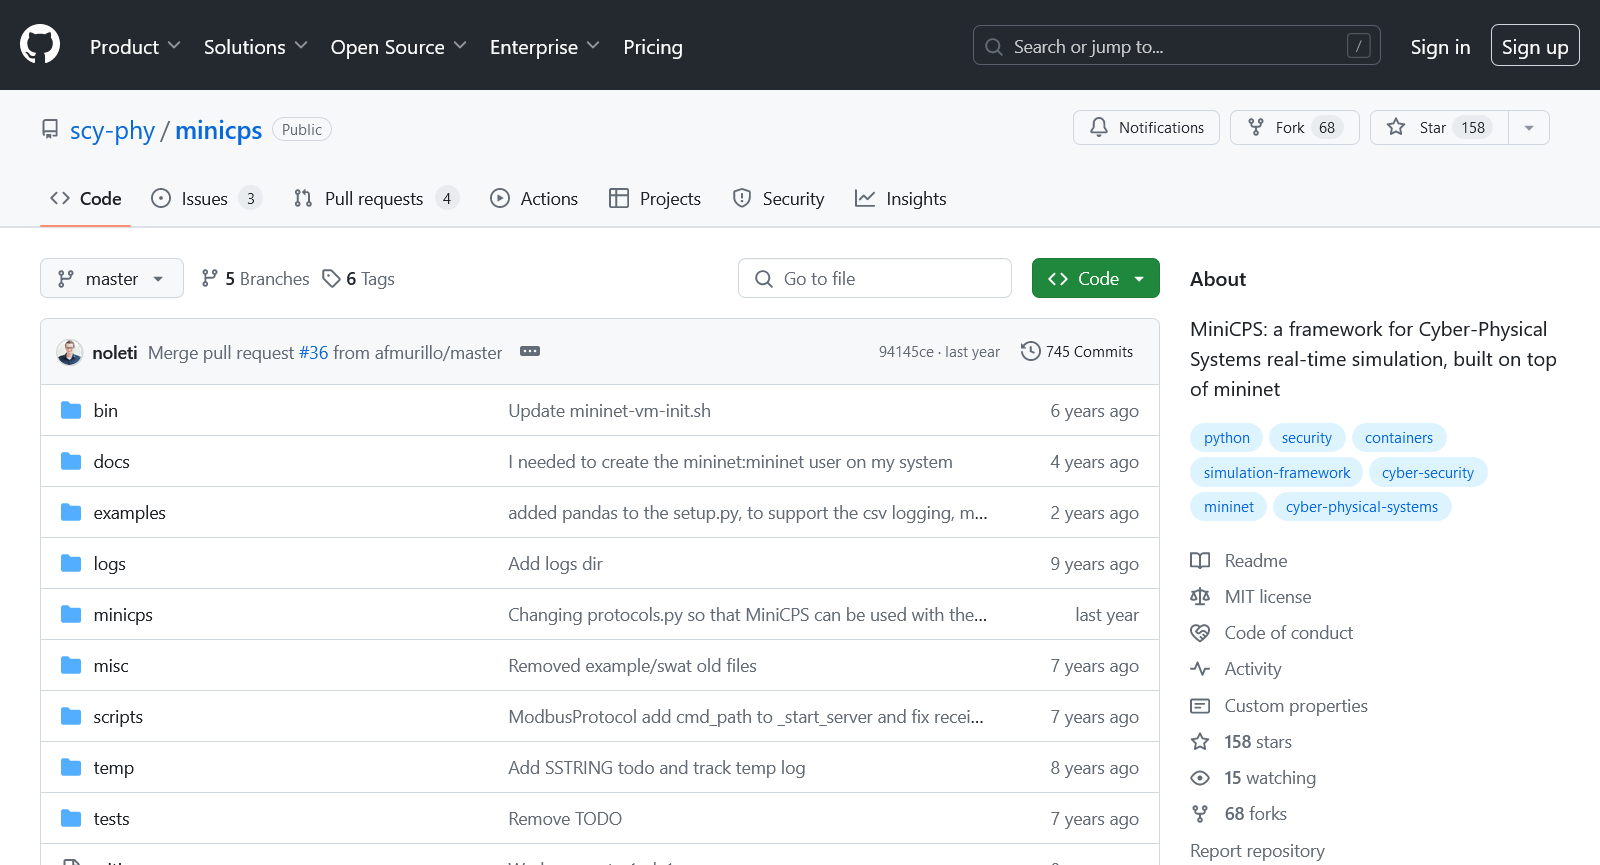 Product Solutions Open Source Enterprise Pricing Search or jump to... / Sign in Sign up
scy-phy / minicps Public Notifications Fork 68 Star 158
Code Issues 3 Pull requests 4 Actions Projects Security Insights
master 5 Branches 6 Tags Go to file Code
noleti Merge pull request #36 from afmurillo/master 94145ce · last year 745 Commits
bin Update mininet-vm-init.sh 6 years ago
docs I needed to create the mininet:mininet user on my system 4 years ago
examples added pandas to the setup.py, to support the csv logging, m... 2 years ago
logs Add logs dir 9 years ago
minicps Changing protocols.py so that MiniCPS can be used with the... last year
misc Removed example/swat old files 7 years ago
scripts ModbusProtocol add cmd_path to _start_server and fix recei... 7 years ago
temp Add SSTRING todo and track temp log 8 years ago
tests Remove TODO 7 years ago
About
MiniCPS: a framework for Cyber-Physical
Systems real-time simulation, built on top
of mininet
python security containers
simulation-framework cyber-security
mininet cyber-physical-systems
Readme
MIT license
Code of conduct
Activity
Custom properties
158 stars
15 watching
68 forks
Report repository